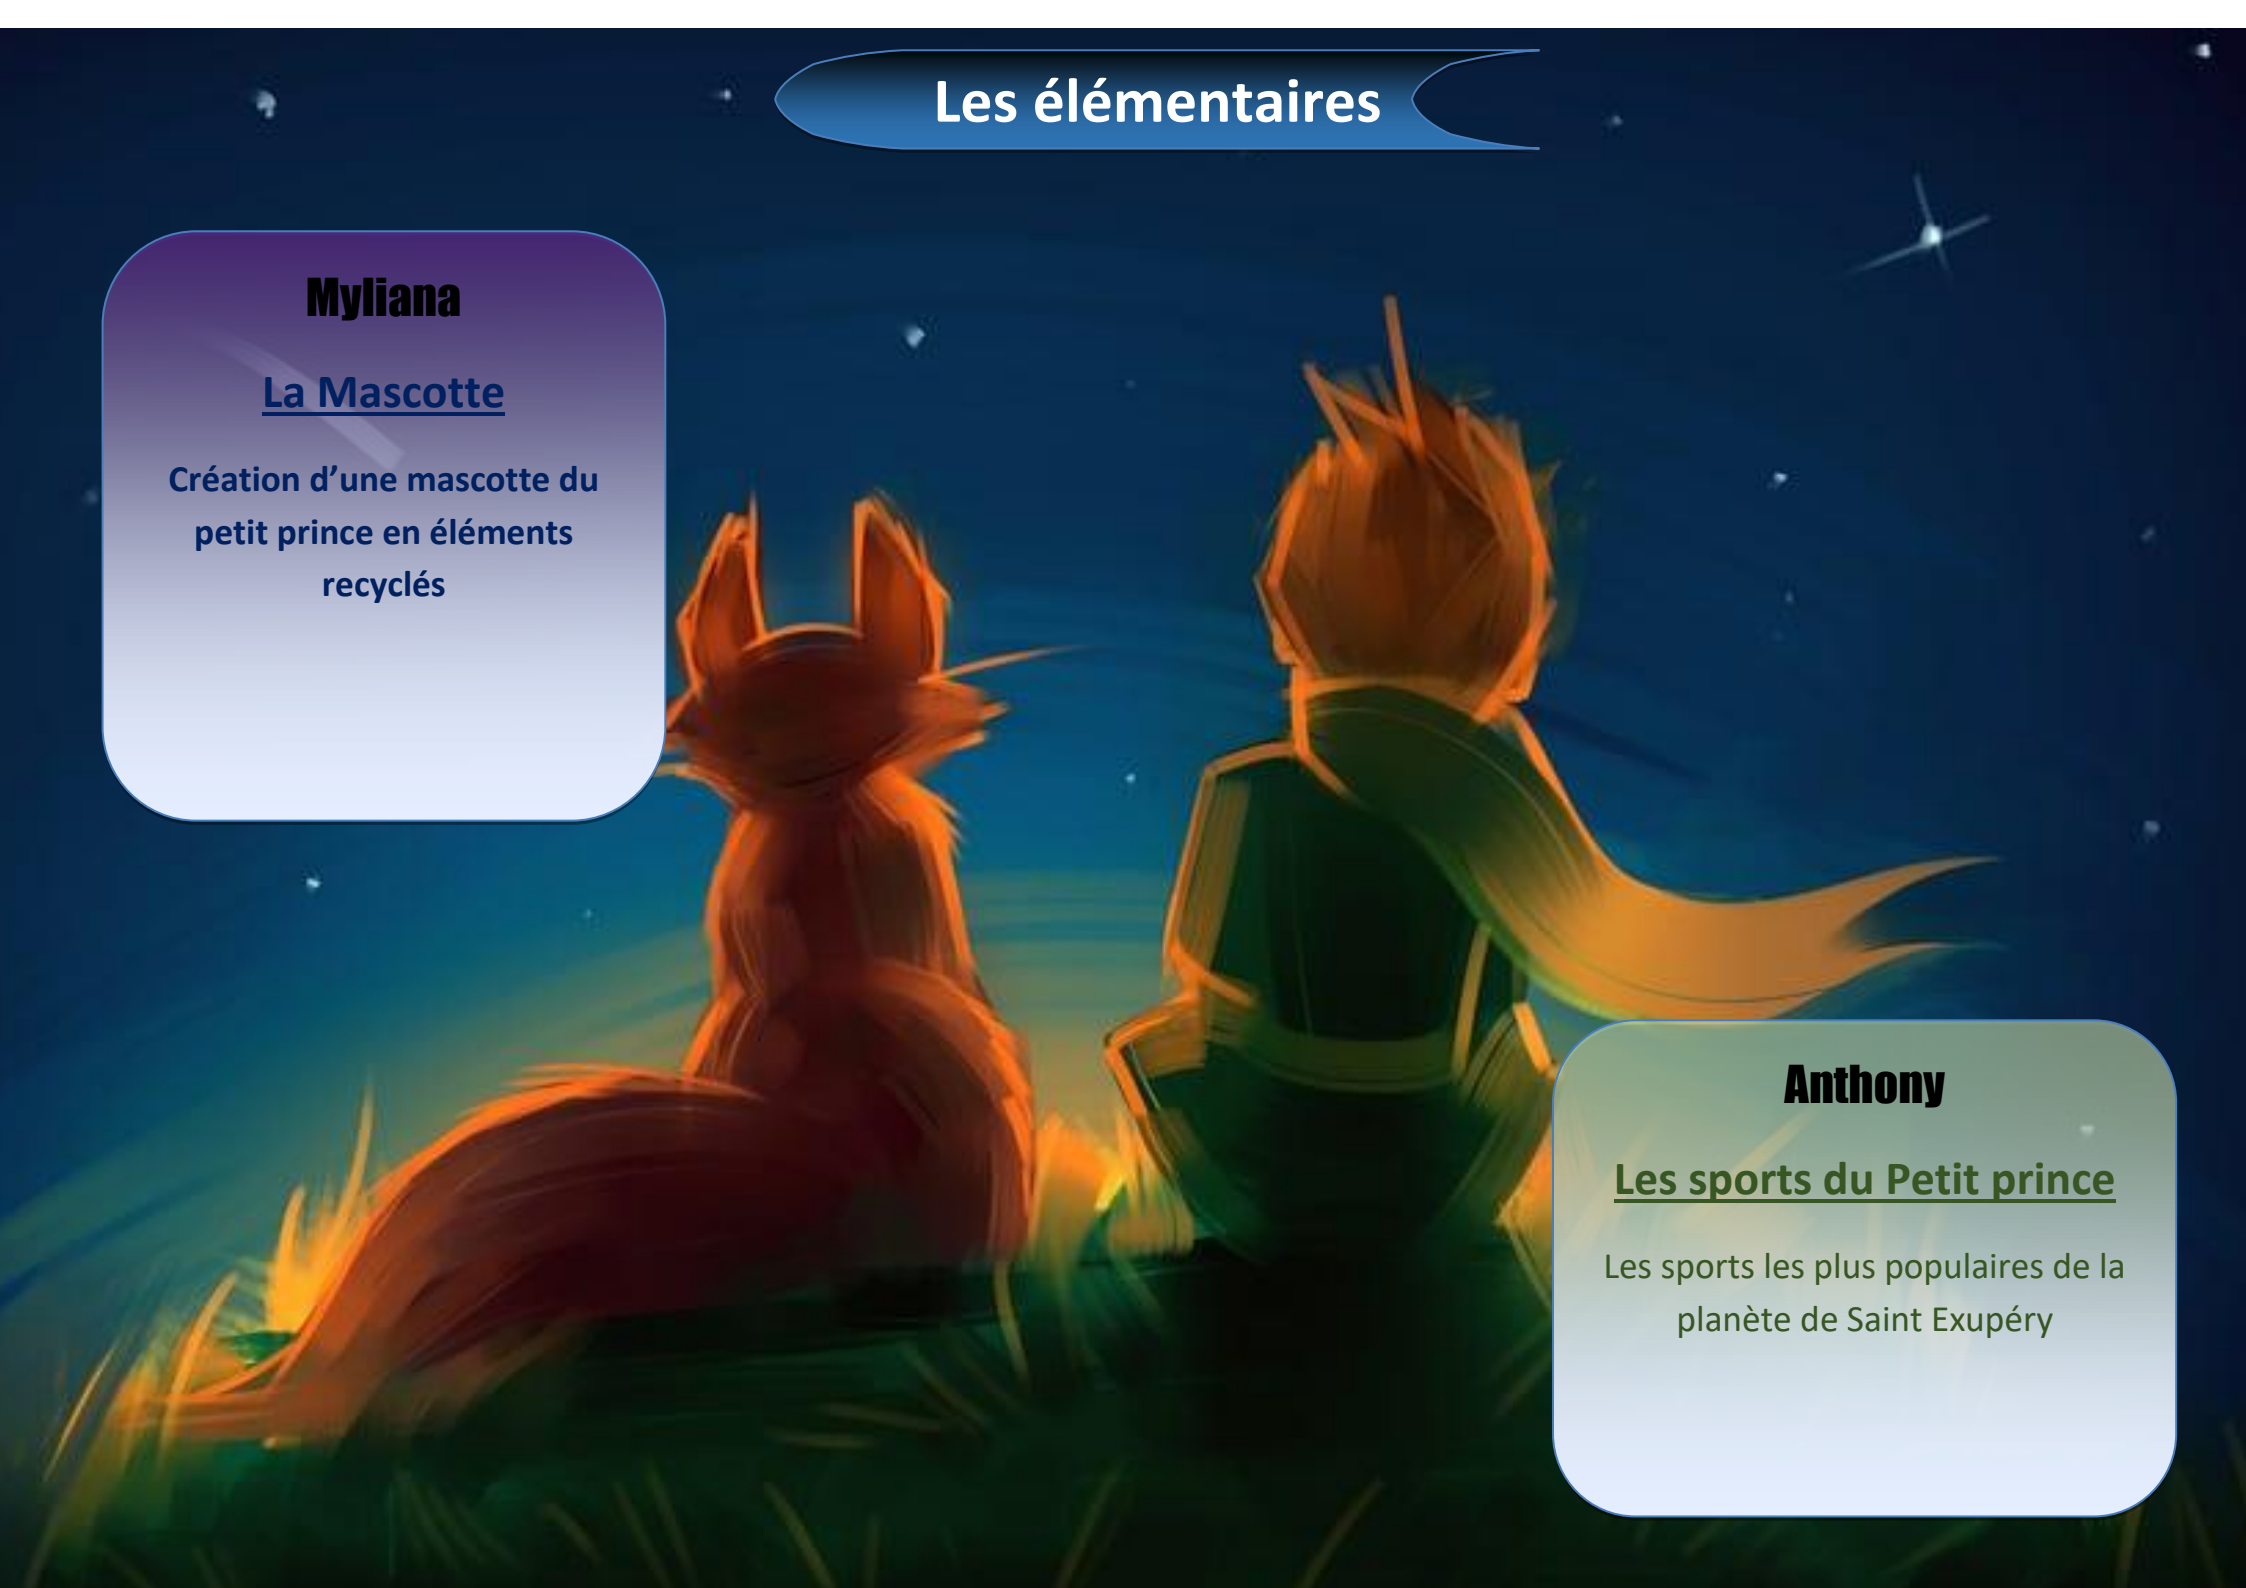 Les élémentaires
Myliana
La Mascotte
Création d’une mascotte du
petit prince en éléments
recyclés
Anthony
Les sports du Petit prince
Les sports les plus populaires de la
planète de Saint Exupéry